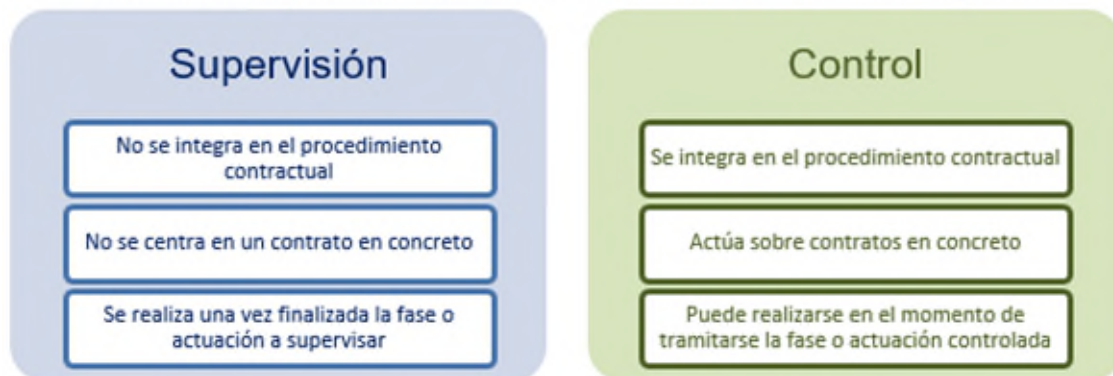 Supervisión
No se integra en el procedimiento
contractual
No se centra en un contrato en concreto
Se realiza una vez finalizada la fase o
actuación a supervisar
Control
Se integra en el procedimiento contractual
Actúa sobre contratos en concreto
Puede realizarse en el momento de
tramitarse la fase o actuación controlada